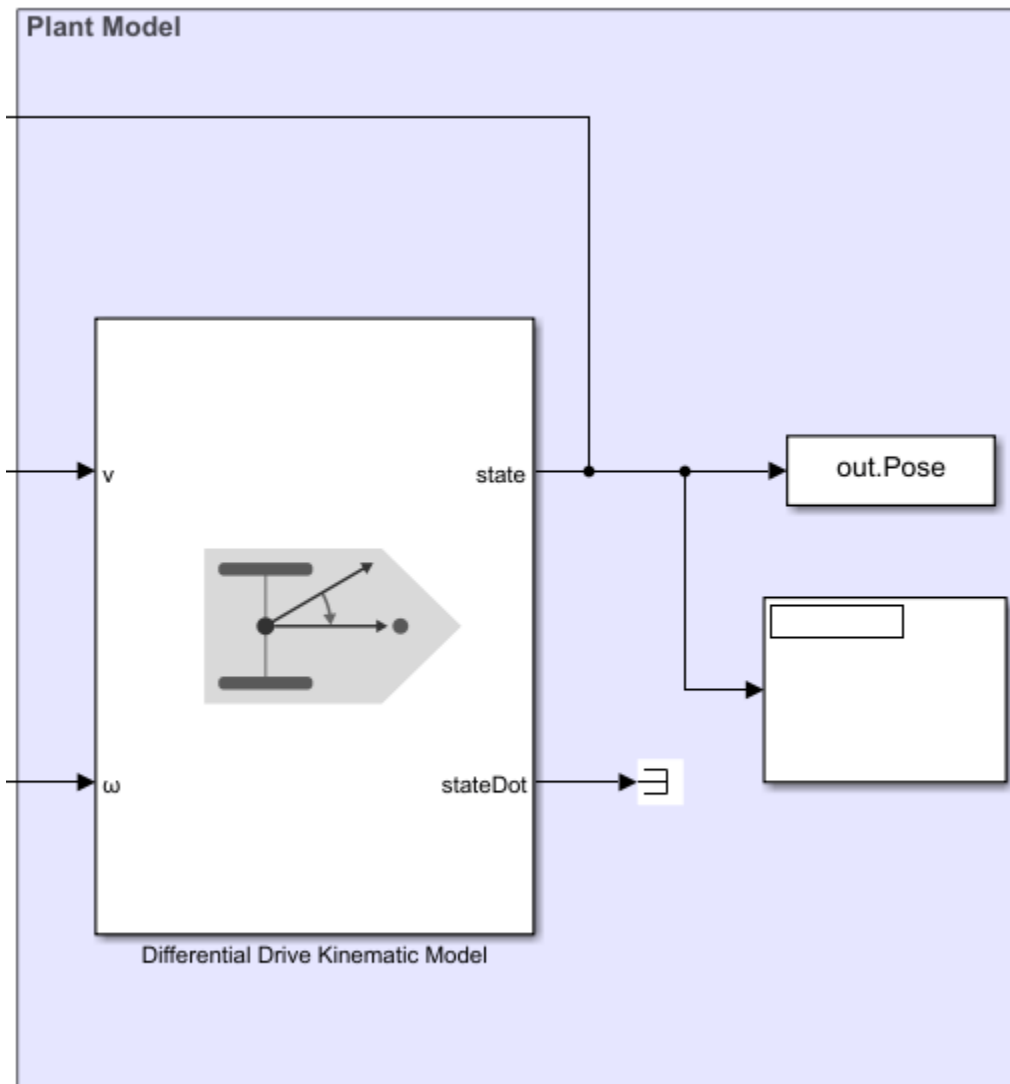 Plant Model
v
state
out.Pose
ω
stateDot
Differential Drive Kinematic Model